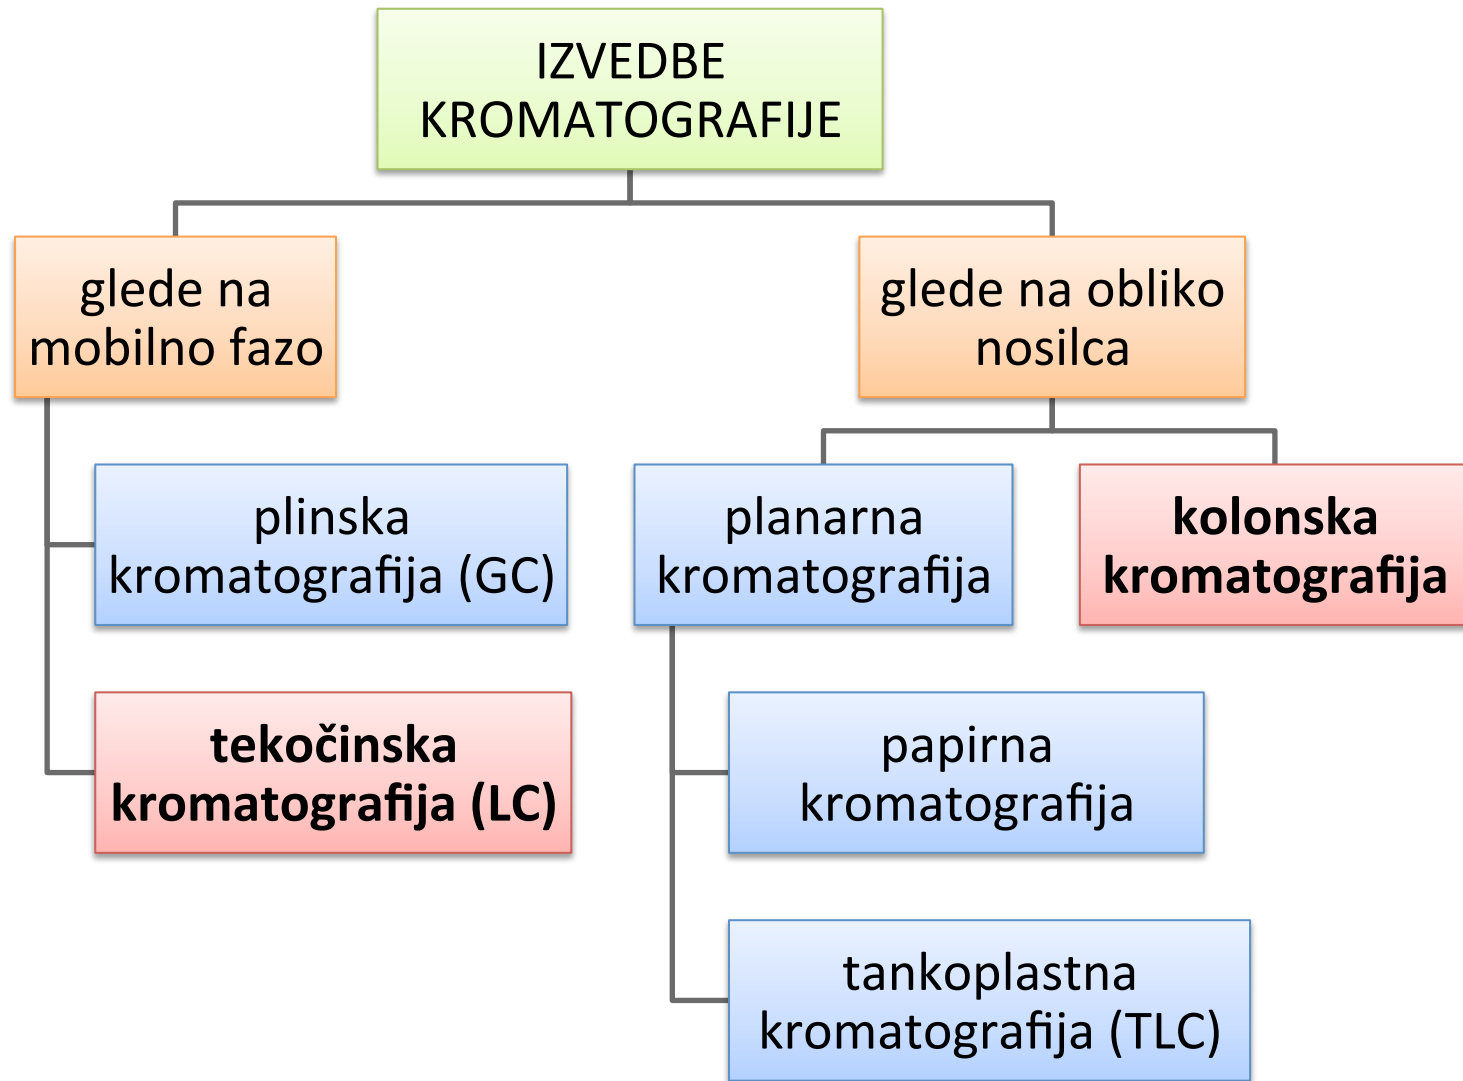 IZVEDBE
KROMATOGRAFIJE
glede na
mobilno fazo
glede na obliko
nosilca
plinska
kromatografija (GC)
planarna
kromatografija
kolonska
kromatografija
tekočinska
kromatografija (LC)
papirna
kromatografija
tankoplastna
kromatografija (TLC)